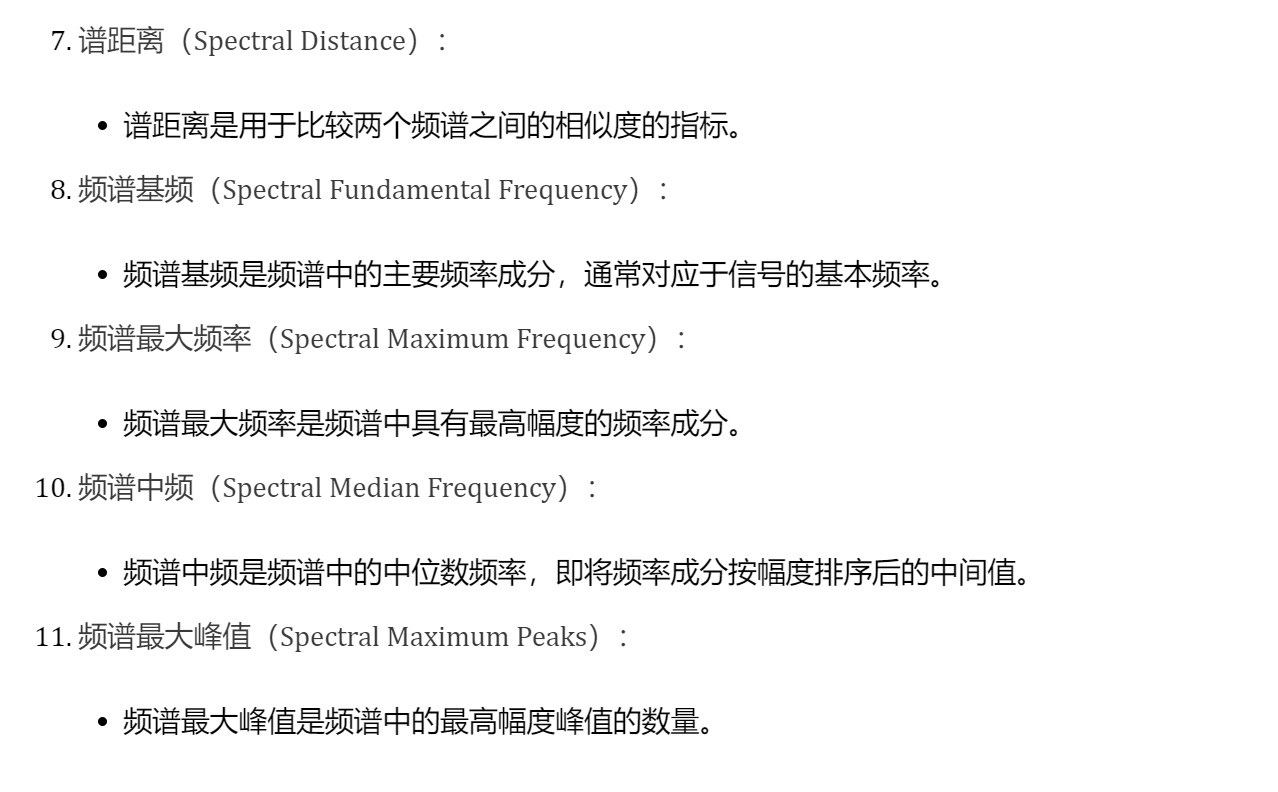 7. 谱距离（Spectral Distance）:
• 谱距离是用于比较两个频谱之间的相似度的指标。
8. 频谱基频（Spectral Fundamental Frequency）:
• 频谱基频是频谱中的主要频率成分，通常对应于信号的基本频率。
9. 频谱最大频率（Spectral Maximum Frequency）:
• 频谱最大频率是频谱中具有最高幅度的频率成分。
10. 频谱中频（Spectral Median Frequency）:
• 频谱中频是频谱中的中位数频率，即将频率成分按幅度排序后的中间值。
11. 频谱最大峰值（Spectral Maximum Peaks）:
• 频谱最大峰值是频谱中的最高幅度峰值的数量。